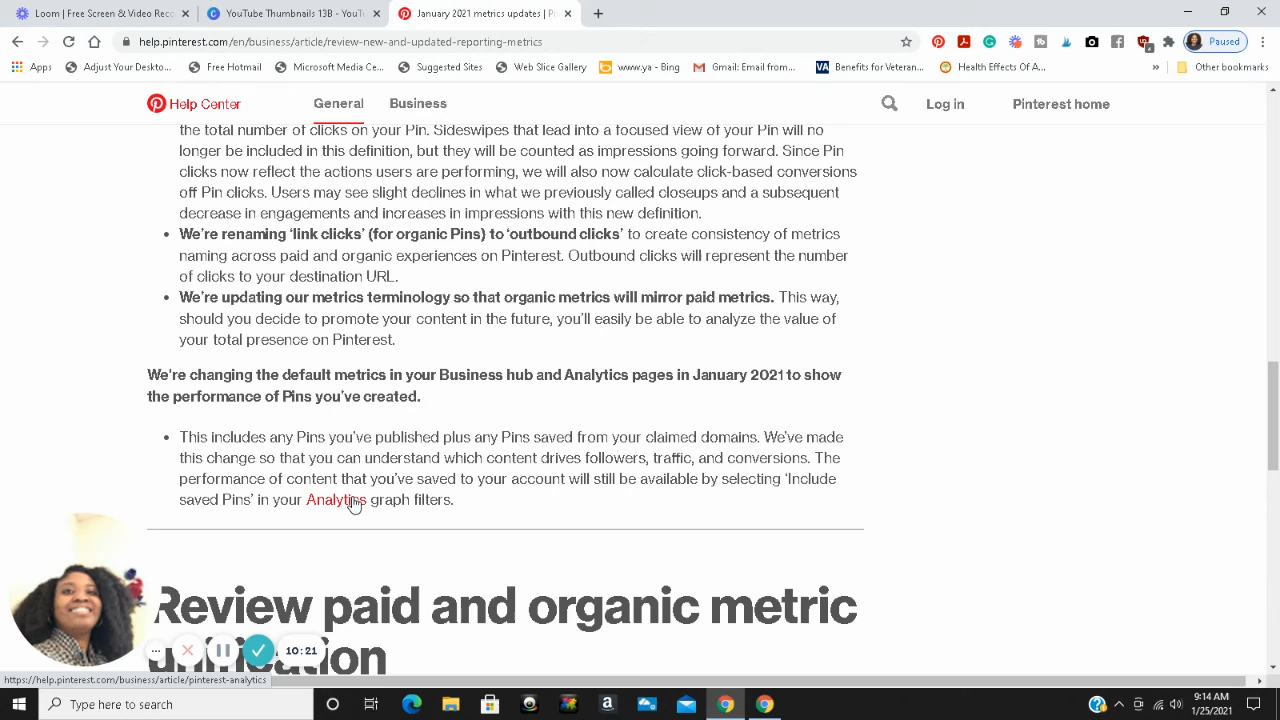 Loom | Free Screen & Video Rec
YouTube Thumbnails 13B - YouT
January 2021 metrics updates | Pi
help.pinterest.com/en/business/article/review-new-and-updated-reporting-metrics
Paused
Apps
Adjust Your Deskto...
Free Hotmail
Microsoft Media Ce...
Suggested Sites
Web Slice Gallery
www.ya - Bing
Gmail: Email from...
Benefits for Veteran...
Health Effects Of A...
»
Other bookmarks
Help Center
General
Business
Log in
Pinterest home
the total number of clicks on your Pin. Sideswipes that lead into a focused view of your Pin will no
longer be included in this definition, but they will be counted as impressions going forward. Since Pin
clicks now reflect the actions users are performing, we will also now calculate click-based conversions
off Pin clicks. Users may see slight declines in what we previously called closeups and a subsequent
decrease in engagements and increases in impressions with this new definition.
• We're renaming 'link clicks' (for organic Pins) to 'outbound clicks' to create consistency of metrics
naming across paid and organic experiences on Pinterest. Outbound clicks will represent the number
of clicks to your destination URL.
• We're updating our metrics terminology so that organic metrics will mirror paid metrics. This way,
should you decide to promote your content in the future, you'll easily be able to analyze the value of
your total presence on Pinterest.
We're changing the default metrics in your Business hub and Analytics pages in January 2021 to show
the performance of Pins you've created.
• This includes any Pins you've published plus any Pins saved from your claimed domains. We've made
this change so that you can understand which content drives followers, traffic, and conversions. The
performance of content that you've saved to your account will still be available by selecting 'Include
saved Pins' in your Analytics graph filters.
Review paid and organic metric
unification
10:21
https://help.pinterest.com/business/article/pinterest-analytics
Type here to search
9:14 AM
1/25/2021